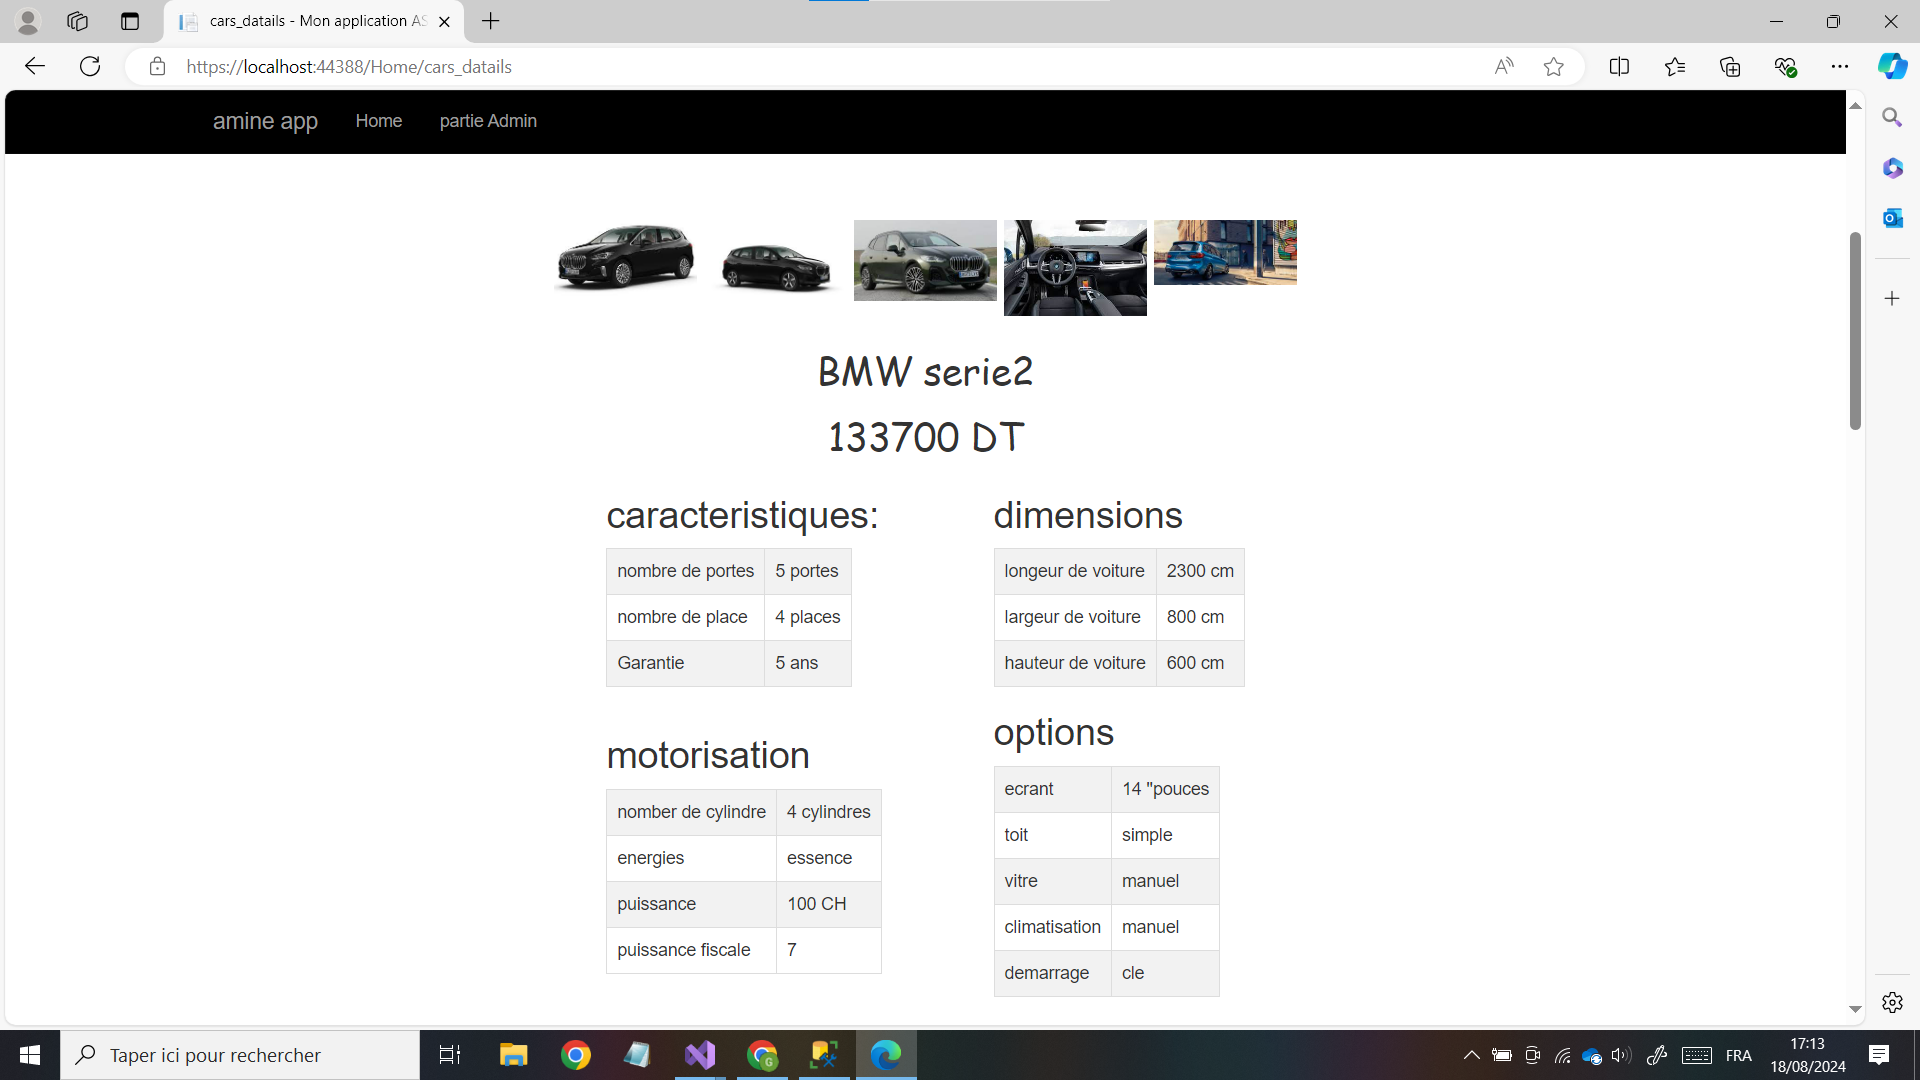 cars_datails - Mon application AS
https://localhost:44388/Home/cars_datails
amine app Home partie Admin
BMW serie2
133700 DT
caracteristiques:
nombre de portes 5 portes
nombre de place 4 places
Garantie 5 ans
dimensions
longeur de voiture 2300 cm
largeur de voiture 800 cm
hauteur de voiture 600 cm
motorisation
nomber de cylindre 4 cylindres
energies essence
puissance 100 CH
puissance fiscale 7
options
ecrant 14 "pouces
toit simple
vitre manuel
climatisation manuel
demarrage cle
Taper ici pour rechercher
FRA
17:13
18/08/2024